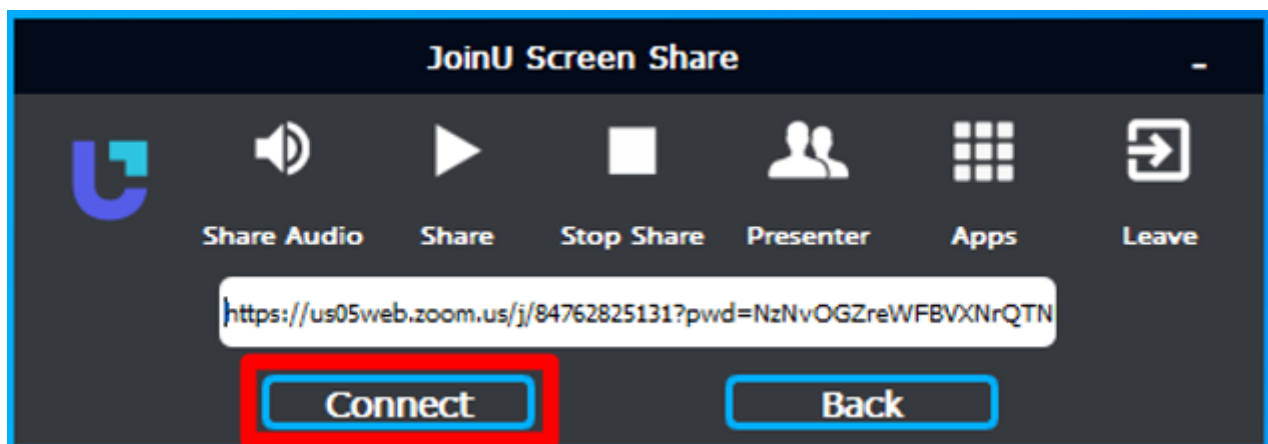 JoinU Screen Share
Share Audio Share Stop Share Presenter Apps Leave
https://us05web.zoom.us/j/84762825131?pwd=NzNvOGZreWFBVXNrQTN
Connect Back